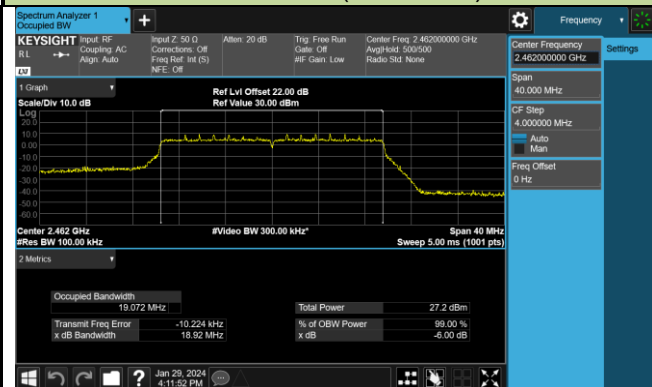 Spectrum Analyzer 1
Occupied BW
+
Frequency
KEYSIGHT
RL
Input: RF
Coupling: AC
Align: Auto
Input Z: 50 Ω
Corrections: Off
Freq Ref: Int (S)
NFE: Off
Atten: 20 dB
Trig: Free Run
Gate: Off
#IF Gain: Low
Center Freq: 2.462000000 GHz
Avg|Hold: 500/500
Radio Std: None
LXI
Center Frequency
2.462000000 GHz
Settings
Span
40.000 MHz
CF Step
4.000000 MHz
Auto
Man
Freq Offset
0 Hz
1 Graph
Scale/Div 10.0 dB
Ref Lvl Offset 22.00 dB
Ref Value 30.00 dBm
Log
20.0
10.0
0.00
-10.0
-20.0
-30.0
-40.0
-50.0
-60.0
Center 2.462 GHz
#Video BW 300.00 kHz*
Span 40 MHz
#Res BW 100.00 kHz
Sweep 5.00 ms (1001 pts)
2 Metrics
Occupied Bandwidth
19.072 MHz
Total Power 27.2 dBm
Transmit Freq Error -10.224 kHz
% of OBW Power 99.00 %
x dB Bandwidth 18.92 MHz
x dB -6.00 dB
?
Jan 29, 2024
4:11:52 PM